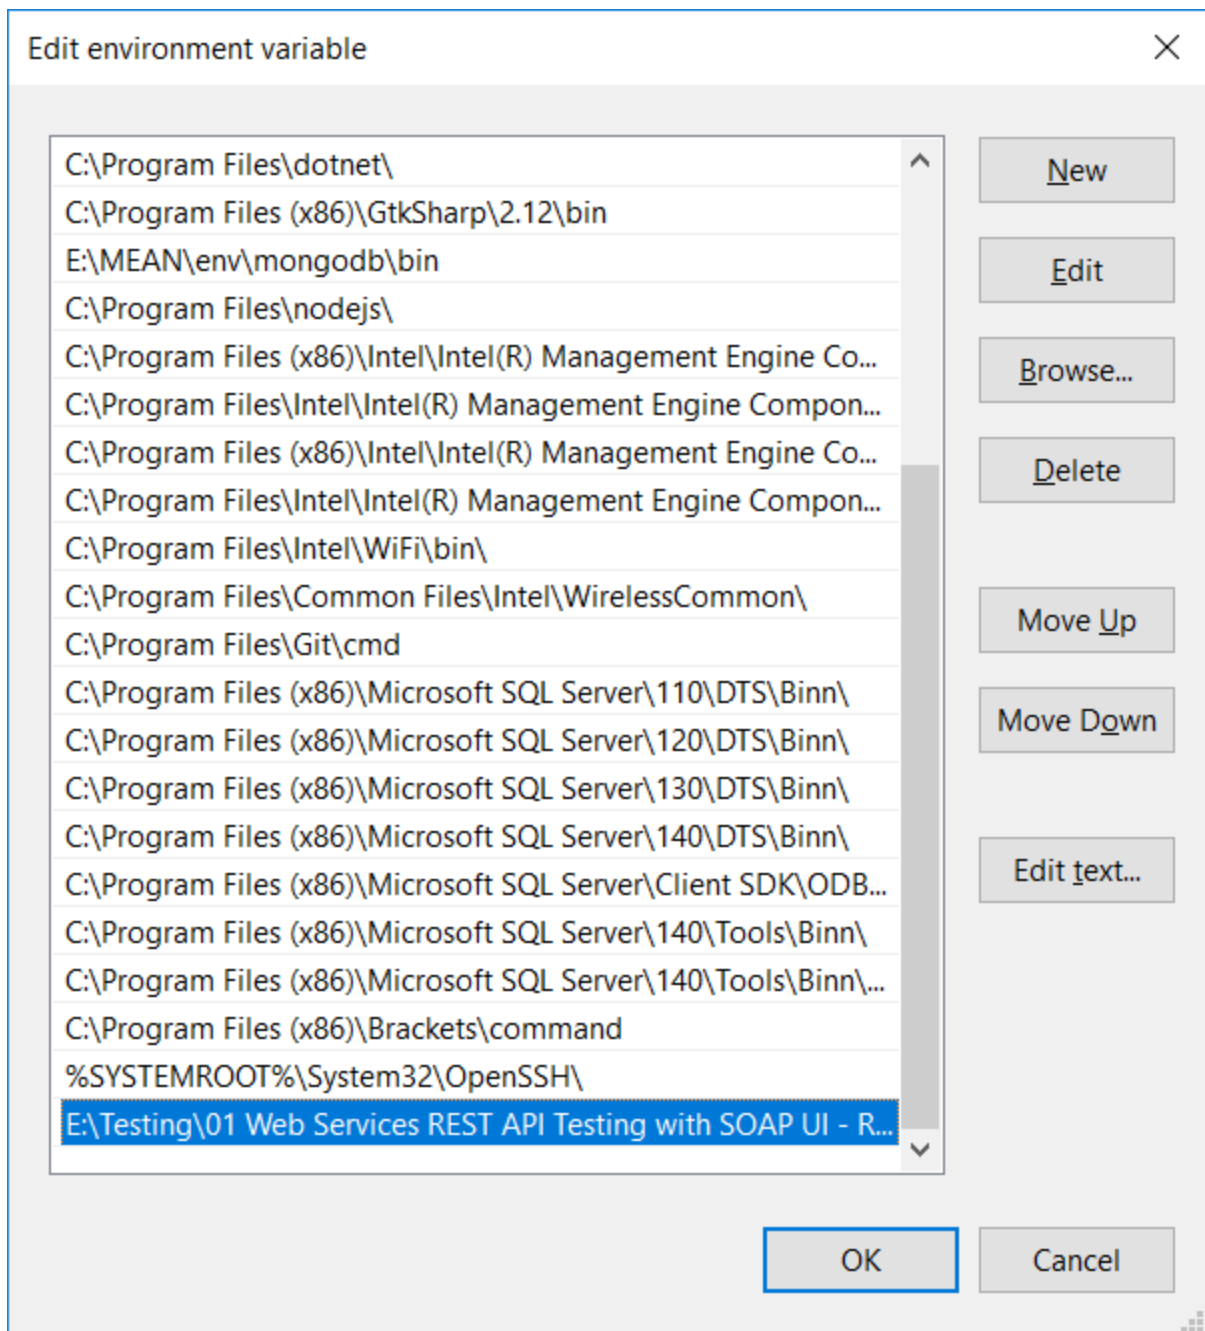 Edit environment variable
C:\Program Files\dotnet\
C:\Program Files (x86)\GtkSharp\2.12\bin
E:\MEAN\env\mongodb\bin
C:\Program Files\nodejs\
C:\Program Files (x86)\Intel\Intel(R) Management Engine Co...
C:\Program Files\Intel\Intel(R) Management Engine Compon...
C:\Program Files (x86)\Intel\Intel(R) Management Engine Co...
C:\Program Files\Intel\Intel(R) Management Engine Compon...
C:\Program Files\Intel\WiFi\bin\
C:\Program Files\Common Files\Intel\WirelessCommon\
C:\Program Files\Git\cmd
C:\Program Files (x86)\Microsoft SQL Server\110\DTS\Binn\
C:\Program Files (x86)\Microsoft SQL Server\120\DTS\Binn\
C:\Program Files (x86)\Microsoft SQL Server\130\DTS\Binn\
C:\Program Files (x86)\Microsoft SQL Server\140\DTS\Binn\
C:\Program Files (x86)\Microsoft SQL Server\Client SDK\ODB...
C:\Program Files (x86)\Microsoft SQL Server\140\Tools\Binn\
C:\Program Files (x86)\Microsoft SQL Server\140\Tools\Binn\...
C:\Program Files (x86)\Brackets\command
%SYSTEMROOT%\System32\OpenSSH\
E:\Testing\01 Web Services REST API Testing with SOAP UI - R...
New
Edit
Browse...
Delete
Move Up
Move Down
Edit text...
OK
Cancel